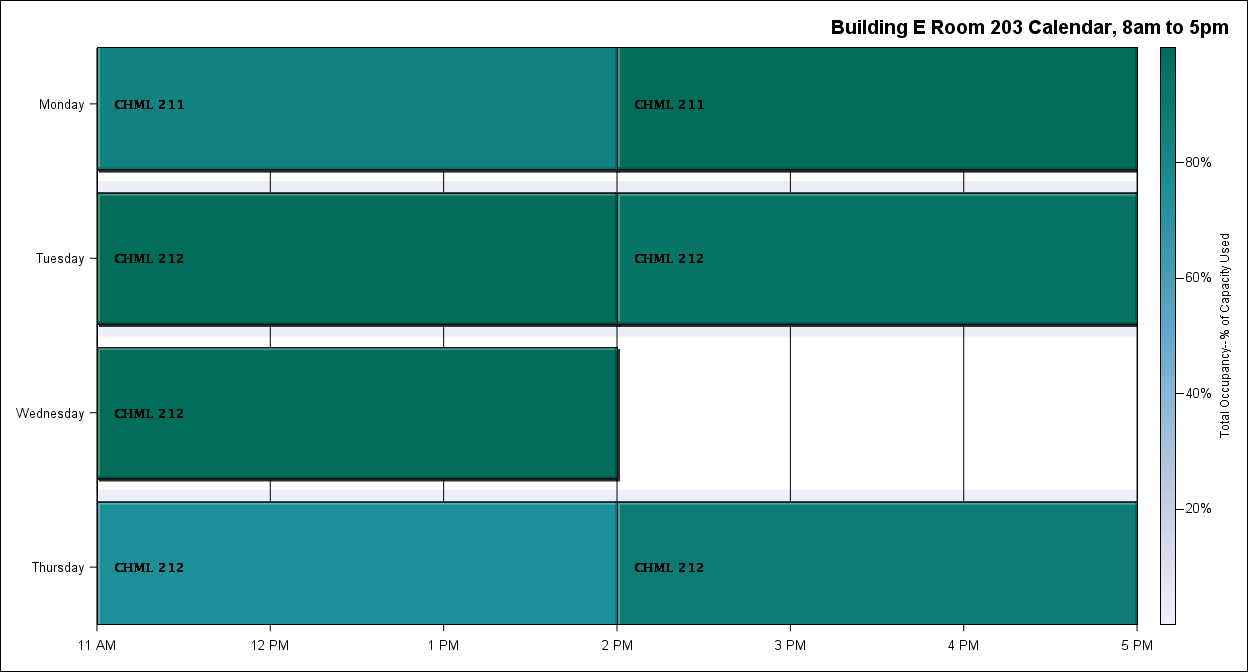 Building E Room 203 Calendar, 8am to 5pm
Monday
CHML 211
CHML 211
Tuesday
CHML 212
CHML 212
Wednesday
CHML 212
Thursday
CHML 212
CHML 212
11 AM
12 PM
1 PM
2 PM
3 PM
4 PM
5 PM
80%
60%
40%
20%
Total Occupancy--% of Capacity Used